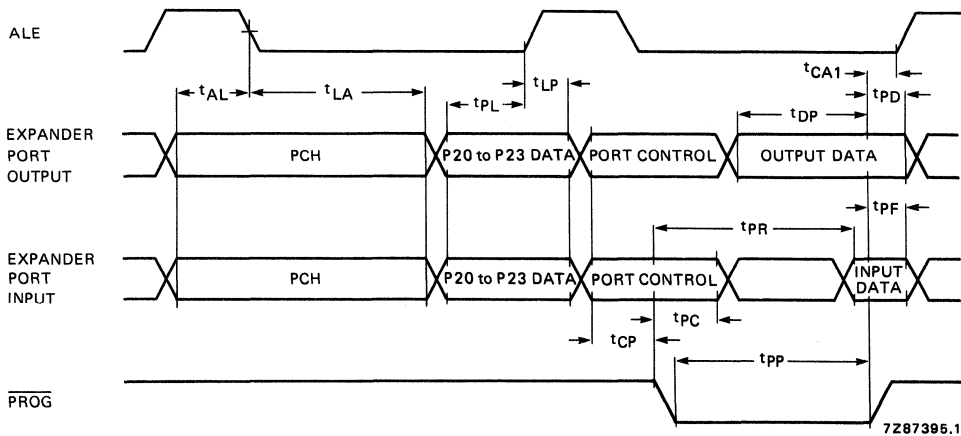 ALE
tCA1
tAL
tLA
tPL
tLP
tDP
tPD
EXPANDER
PORT
OUTPUT
PCH
P20 to P23 DATA
PORT CONTROL
OUTPUT DATA
tPF
tPR
EXPANDER
PORT
INPUT
PCH
P20 to P23 DATA
PORT CONTROL
INPUT
DATA
tPC
tCP
tPP
PROG
7Z87395.1